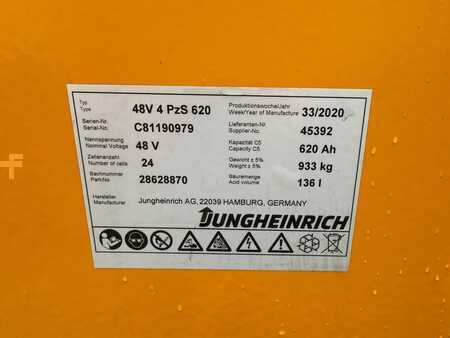 Typ
Type
48V 4 PzS 620
Produktionswoche/Jahr
Week/Year of Manufacture
33/2020
Serien-Nr.
Serial-No.
C81190979
Lieferanten-Nr.
Supplier-No.
45392
Nennspannung
Nominal Voltage
48 V
Kapazität C5
Capacity C5
620 Ah
Zellenanzahl
Number of cells
24
Gewicht ± 5%
Weight ± 5%
933 kg
Sachnummer
Part-No
28628870
Säuremenge
Acid volume
136 l
Hersteller
Manufacturer
Jungheinrich AG, 22039 HAMBURG, GERMANY
JUNGHEINRICH